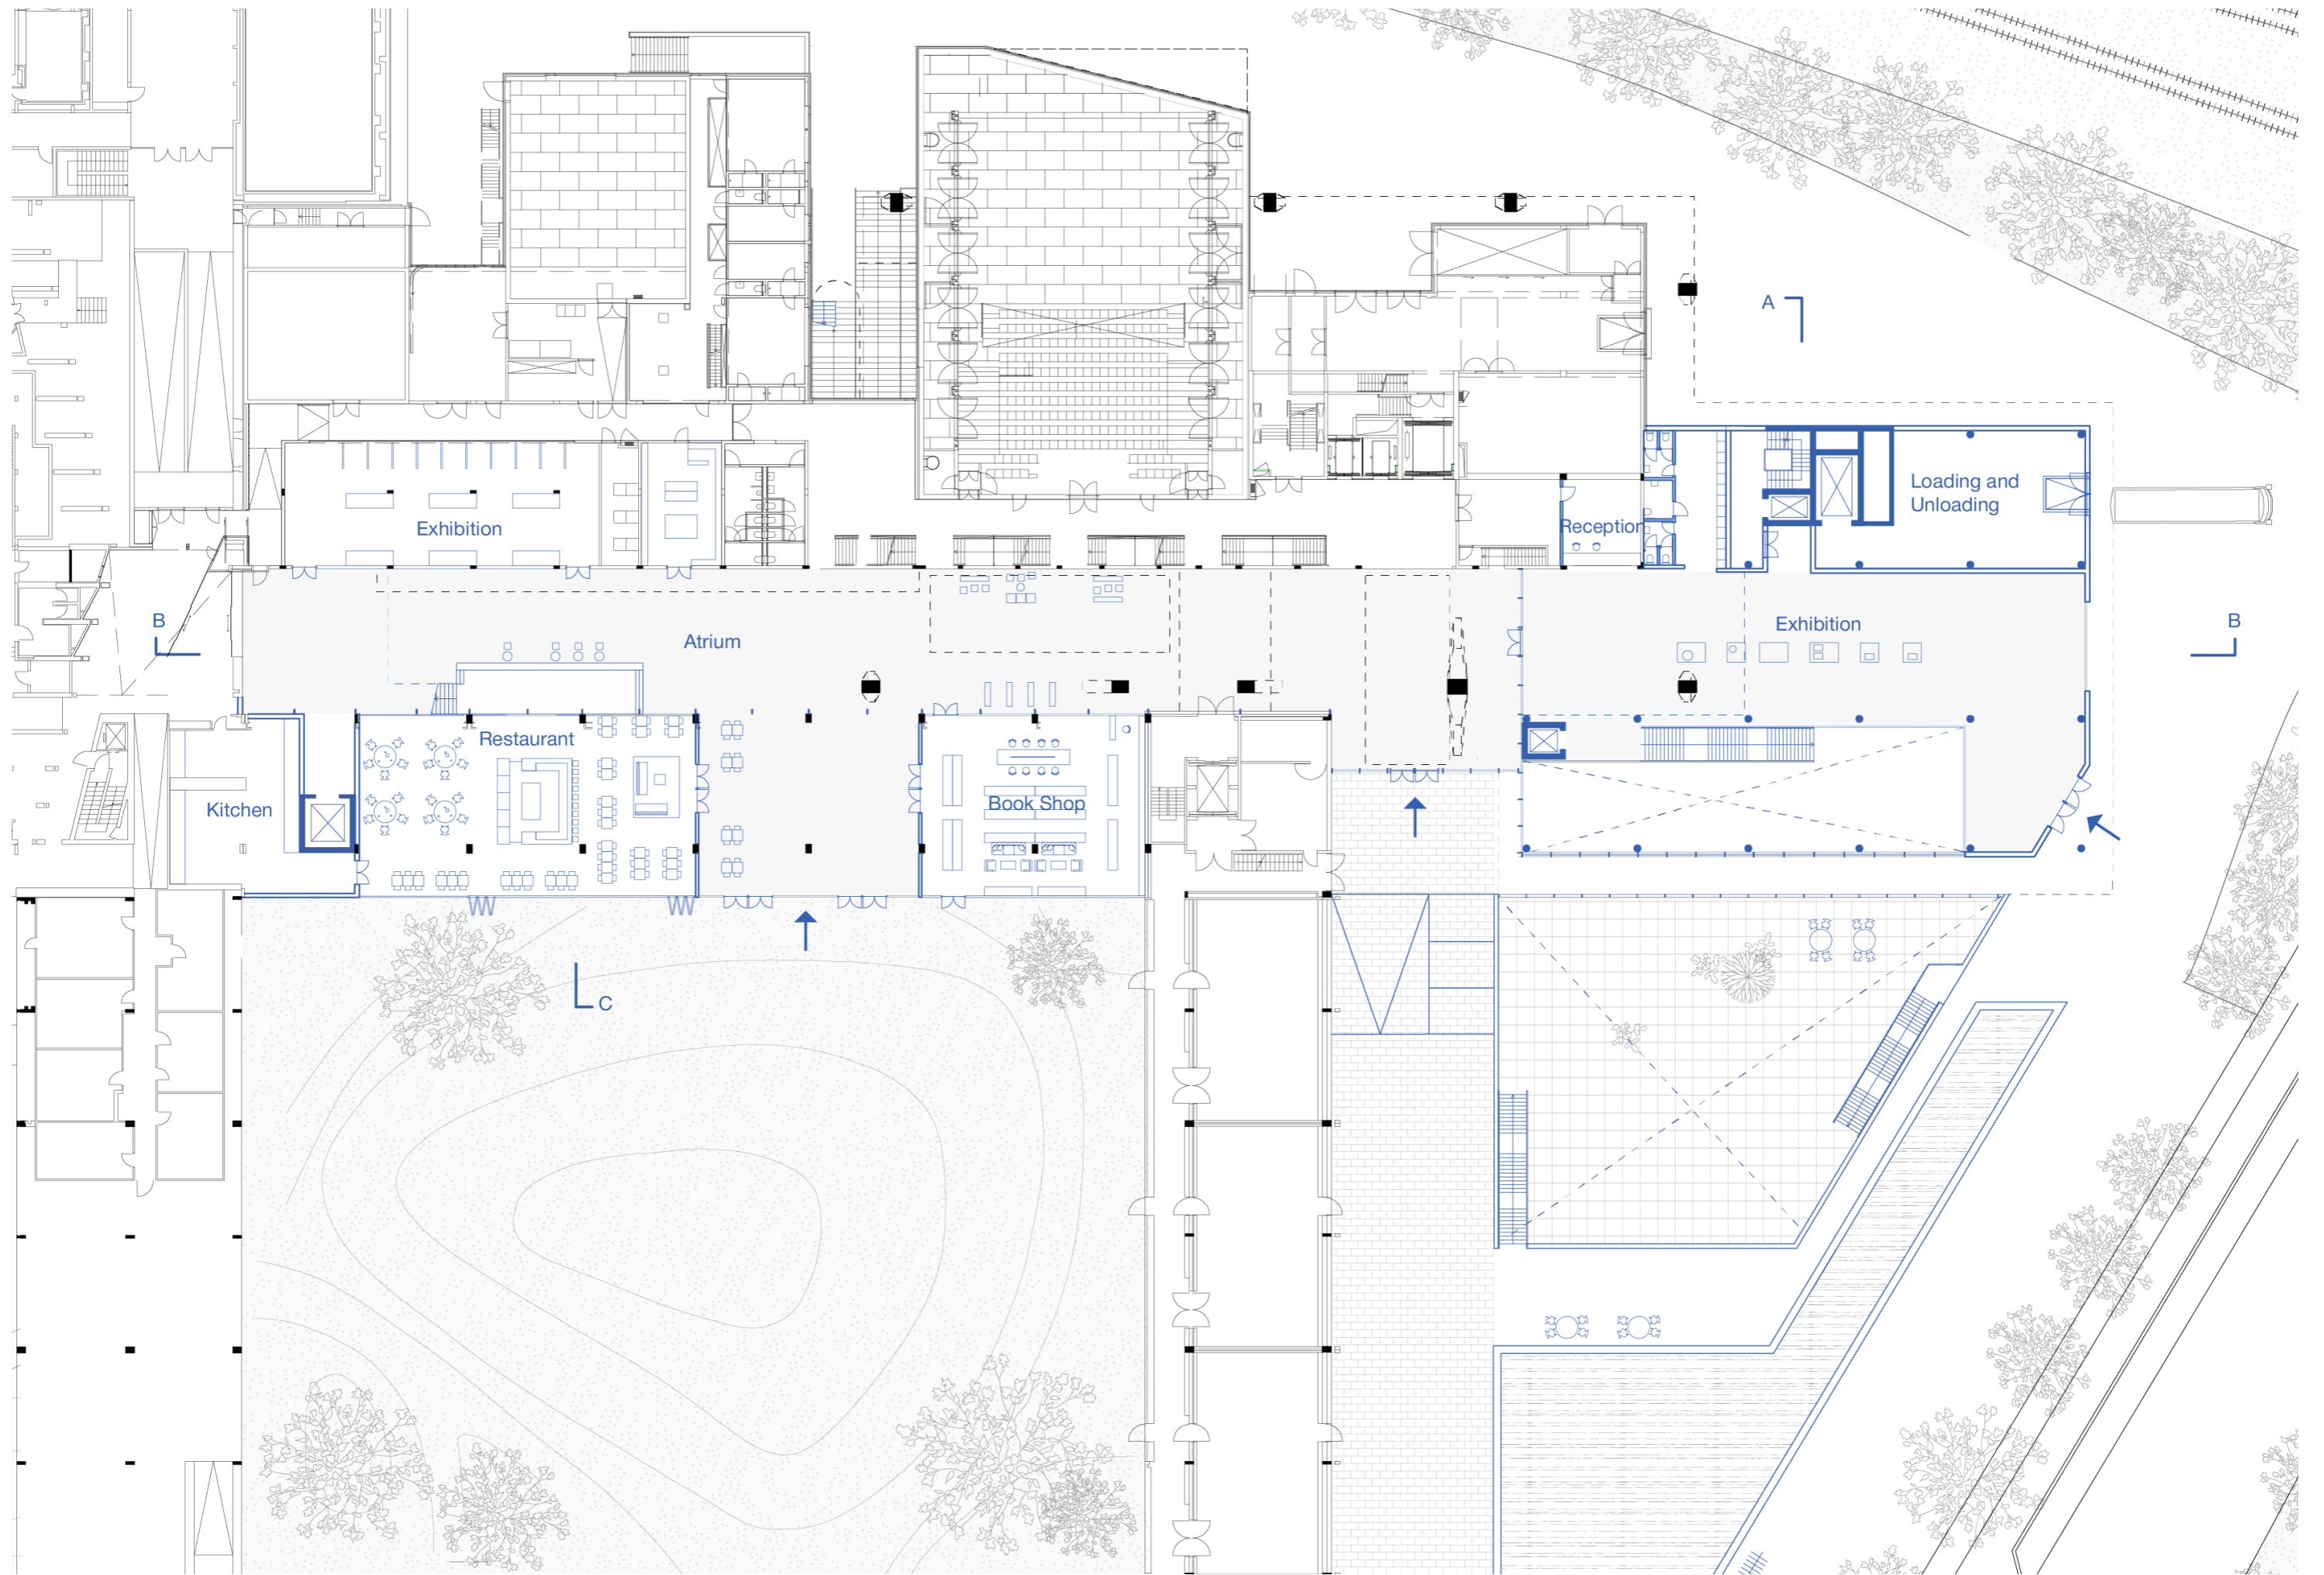 A
Loading and
Unloading
Exhibition
Reception
B
Atrium
Exhibition
B
Restaurant
Kitchen
Book Shop
C